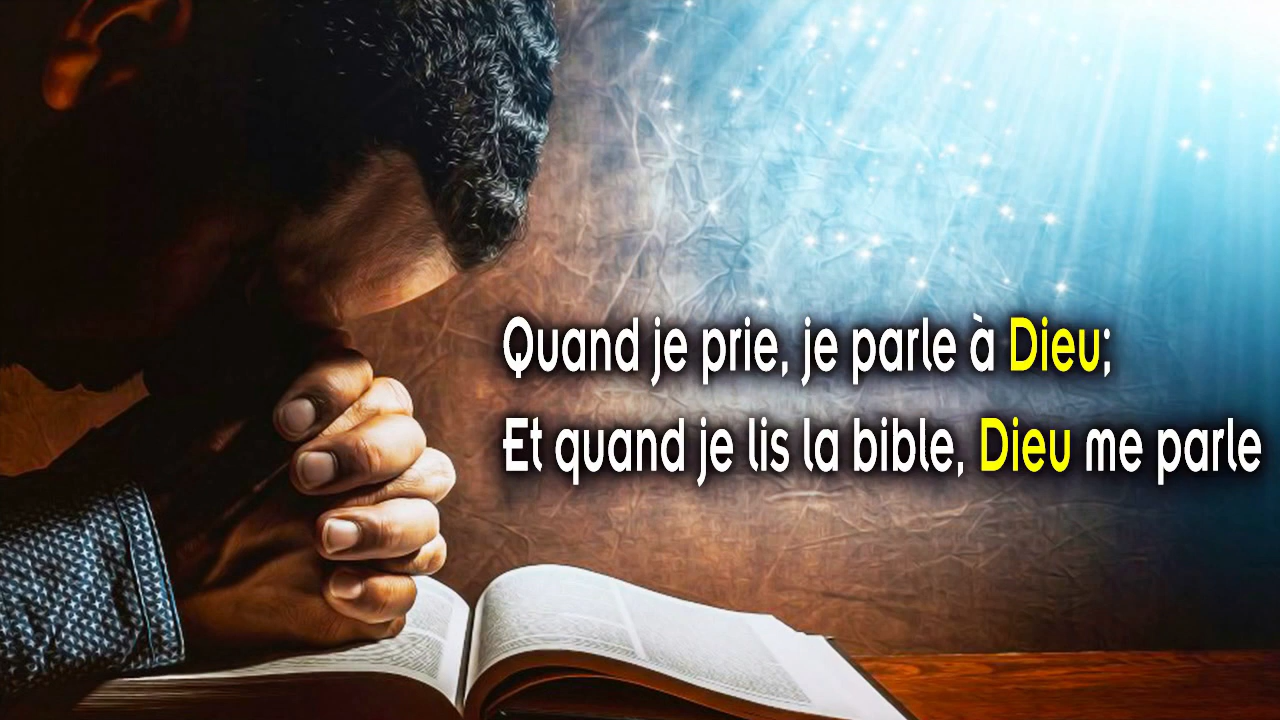 Quand je prie, je parle à Dieu;
Et quand je lis la bible, Dieu me parle